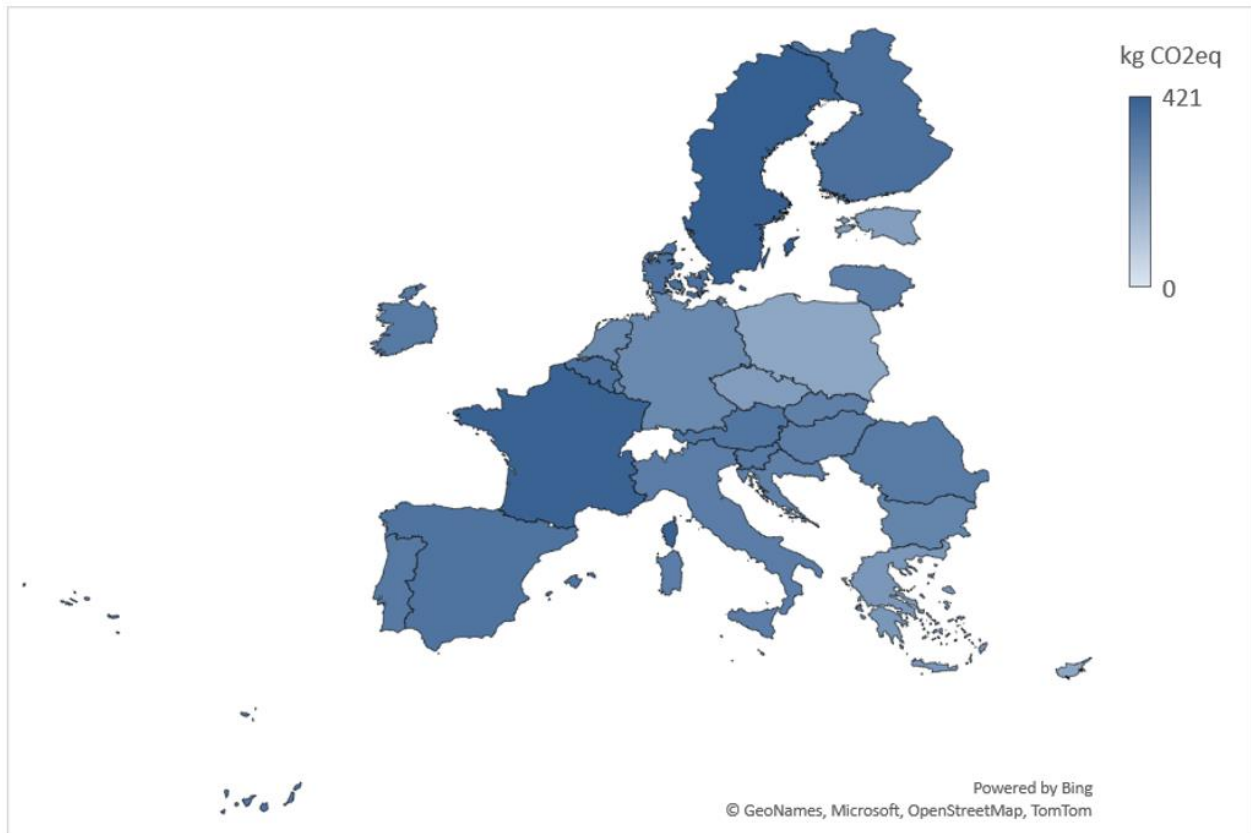 kg CO2eq
421
0
Powered by Bing
© GeoNames, Microsoft, OpenStreetMap, TomTom